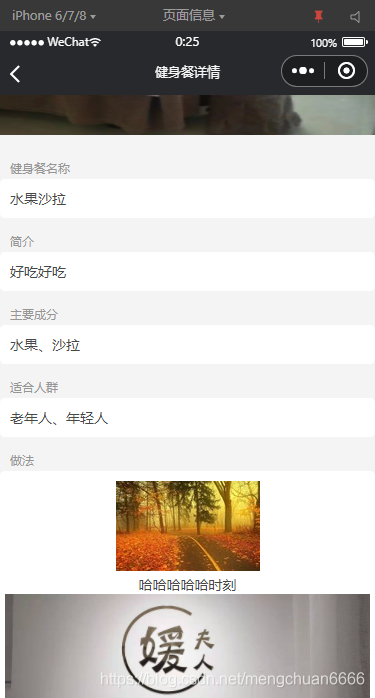 iPhone 6/7/8 页面信息
WeChat 0:25 100%
健身餐详情
健身餐名称
水果沙拉
简介
好吃好吃
主要成分
水果、沙拉
适合人群
老年人、年轻人
做法
哈哈哈哈哈时刻
媛夫人
https://blog.csdn.net/mengchuan6666